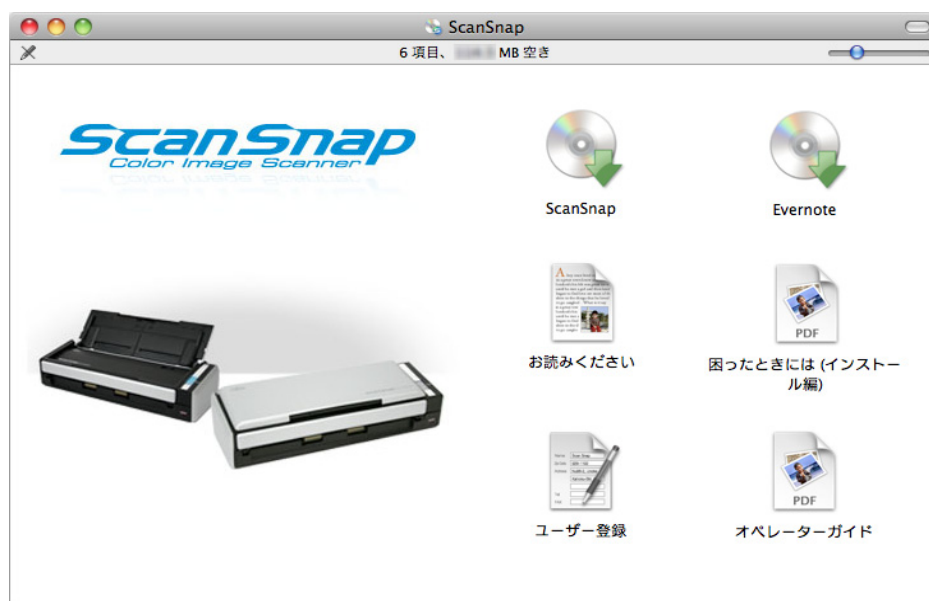 ScanSnap
6 項目、 MB 空き
ScanSnap
Color Image Scanner
ScanSnap
Evernote
お読みください
PDF
困ったときには (インストー
ル編)
PDF
ユーザー登録
オペレーターガイド